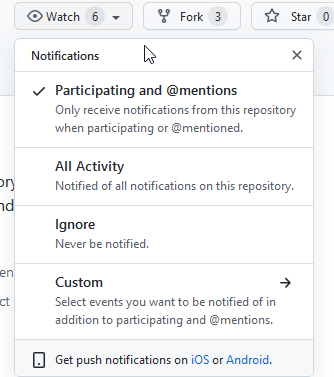 Watch 6 Fork 3 Star 0
Notifications
Participating and @mentions
Only receive notifications from this repository
when participating or @mentioned.
All Activity
Notified of all notifications on this repository.
Ignore
Never be notified.
Custom
Select events you want to be notified of in
addition to participating and @mentions.
Get push notifications on iOS or Android.